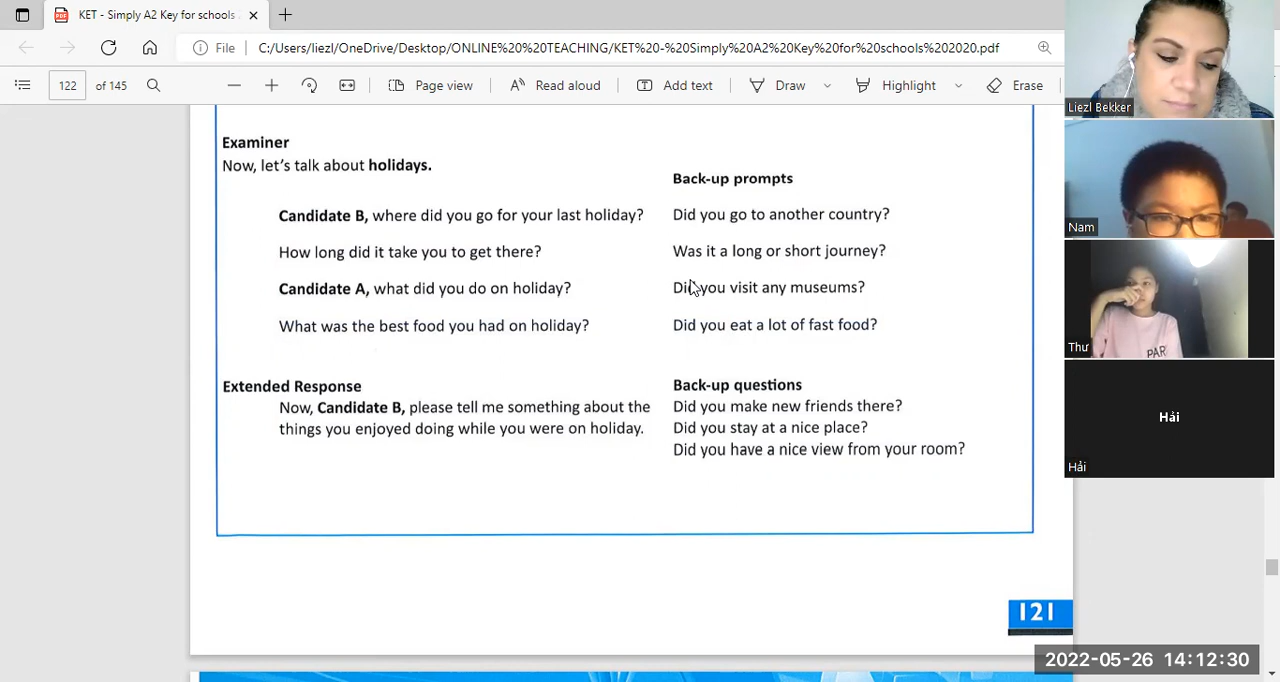 KET - Simply A2 Key for schools
File
C:/Users/liezl/OneDrive/Desktop/ONLINE%20%20TEACHING/KET%20-%20Simply%20A2%20Key%20for%20schools%202020.pdf
122 of 145
Page view
Read aloud
Add text
Draw
Highlight
Erase
Examiner
Now, let's talk about holidays.
Back-up prompts
Candidate B, where did you go for your last holiday?
Did you go to another country?
How long did it take you to get there?
Was it a long or short journey?
Candidate A, what did you do on holiday?
Did you visit any museums?
What was the best food you had on holiday?
Did you eat a lot of fast food?
Extended Response
Now, Candidate B, please tell me something about the
things you enjoyed doing while you were on holiday.
Back-up questions
Did you make new friends there?
Did you stay at a nice place?
Did you have a nice view from your room?
121
Liezl Bekker
Nam
Thư
PAR
Hải
Hải
2022-05-26 14:12:30